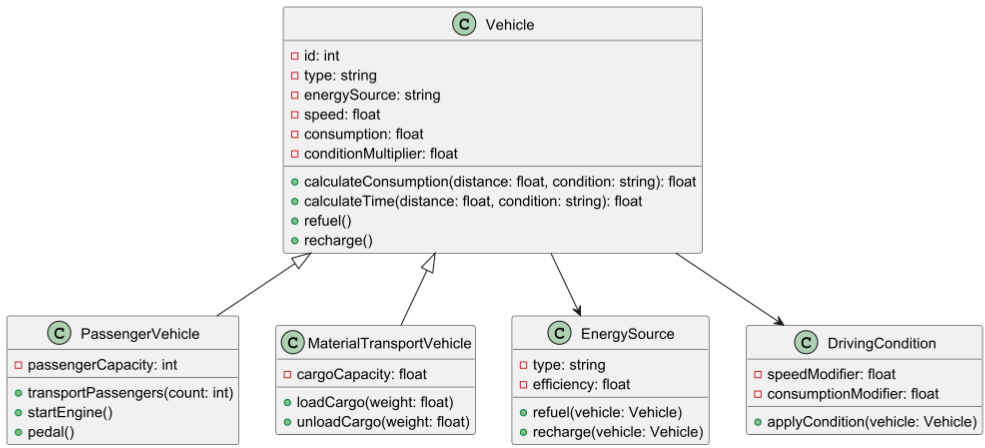 C Vehicle
id: int
type: string
energySource: string
speed: float
consumption: float
conditionMultiplier: float
calculateConsumption(distance: float, condition: string): float
calculateTime(distance: float, condition: string): float
refuel()
recharge()
C PassengerVehicle
passengerCapacity: int
transportPassengers(count: int)
startEngine()
pedal()
C MaterialTransportVehicle
cargoCapacity: float
loadCargo(weight: float)
unloadCargo(weight: float)
C EnergySource
type: string
efficiency: float
refuel(vehicle: Vehicle)
recharge(vehicle: Vehicle)
C DrivingCondition
speedModifier: float
consumptionModifier: float
applyCondition(vehicle: Vehicle)